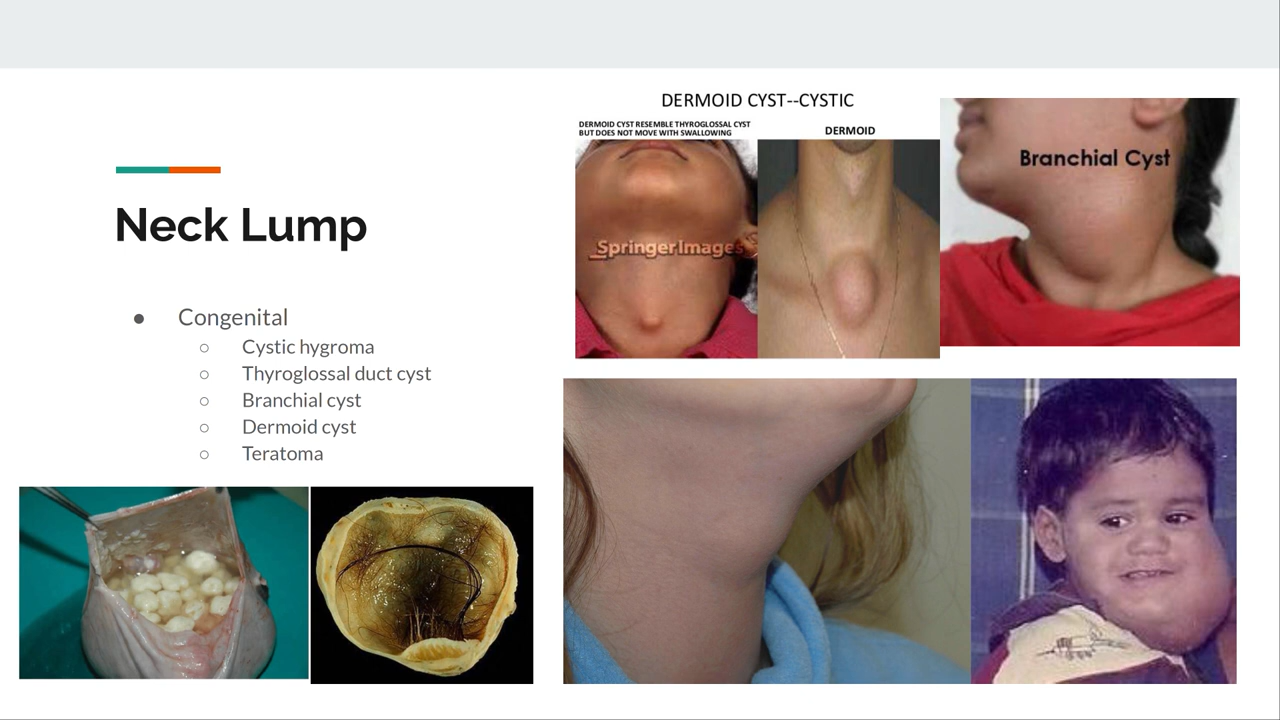 Neck Lump
● Congenital
○ Cystic hygroma
○ Thyroglossal duct cyst
○ Branchial cyst
○ Dermoid cyst
○ Teratoma
DERMOID CYST--CYSTIC
DERMOID CYST RESEMBLE THYROGLOSSAL CYST
BUT DOES NOT MOVE WITH SWALLOWING
DERMOID
SpringerImages
Branchial Cyst